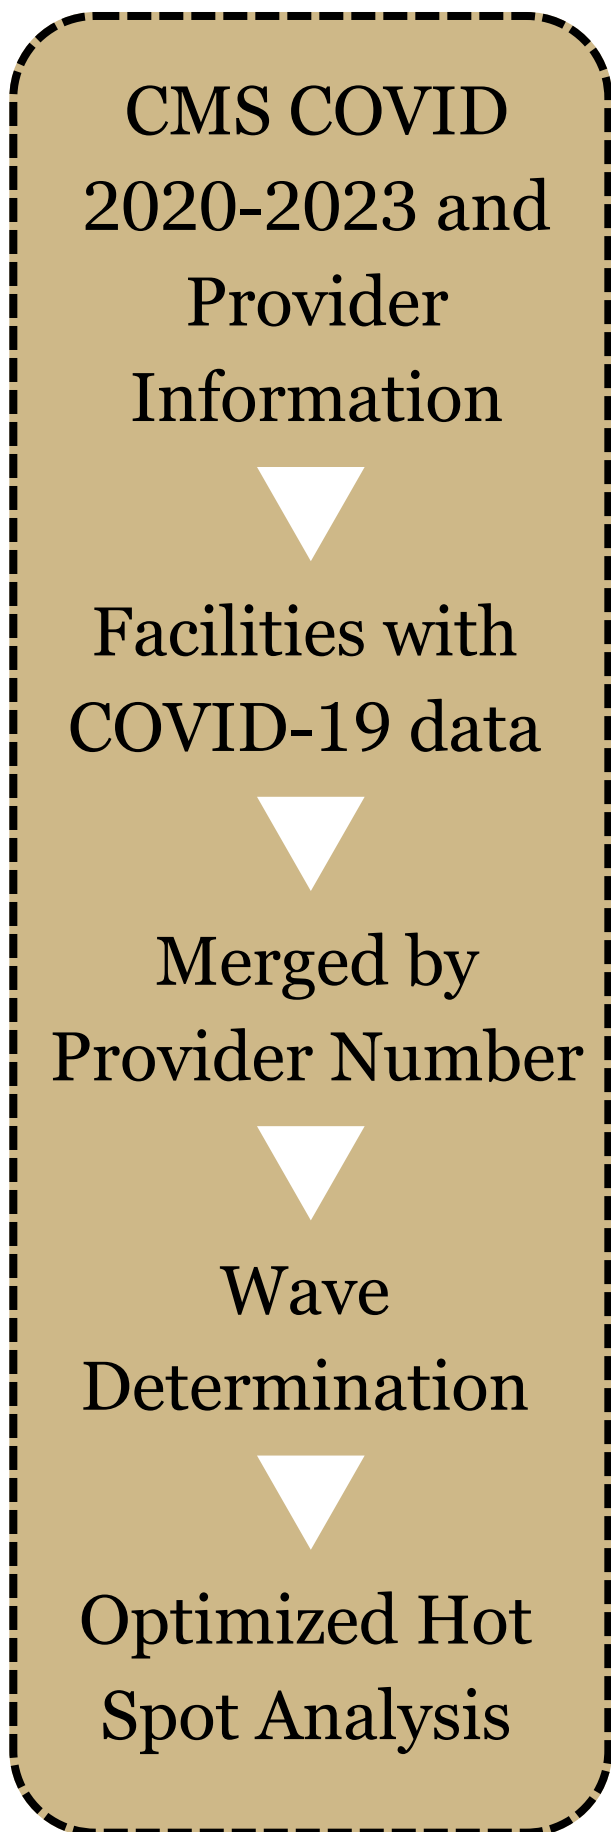 CMS COVID
2020-2023 and
Provider
Information
Facilities with
COVID-19 data
Merged by
Provider Number
Wave
Determination
Optimized Hot
Spot Analysis